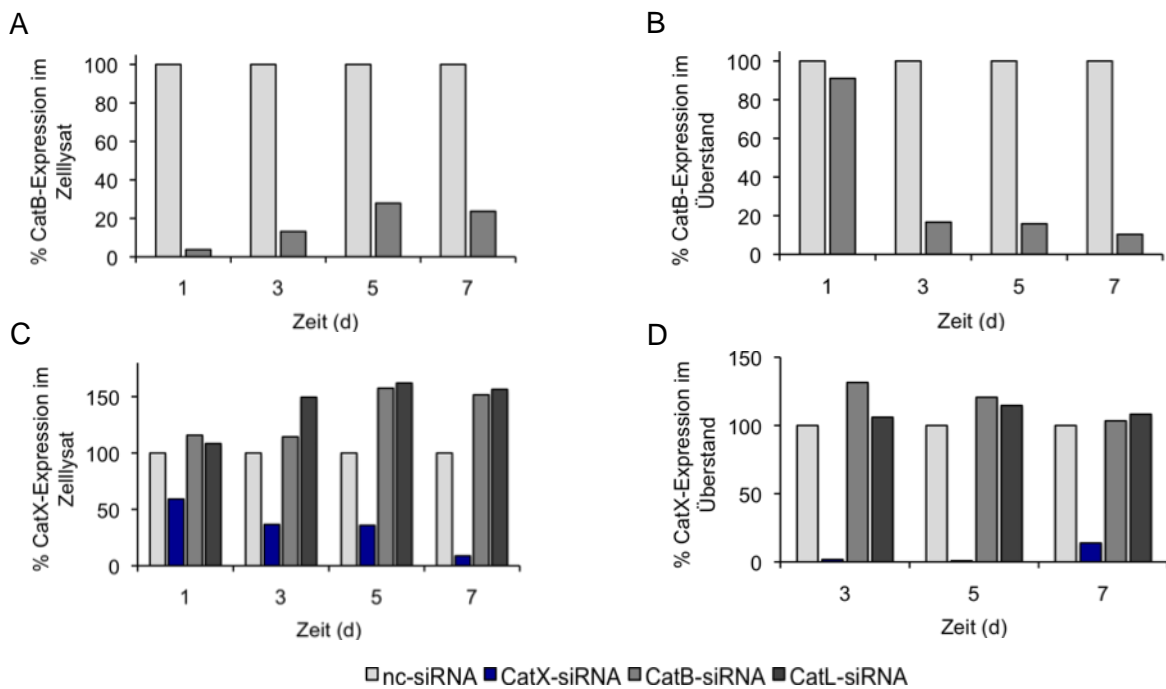 A
% CatB-Expression im
Zelllysat
100
80
60
40
20
0
1 3 5 7
Zeit (d)
B
% CatB-Expression im
Überstand
100
80
60
40
20
0
1 3 5 7
Zeit (d)
C
% CatX-Expression im
Zelllysat
150
100
50
0
1 3 5 7
Zeit (d)
D
% CatX-Expression im
Überstand
150
100
50
0
3 5 7
Zeit (d)
nc-siRNA CatX-siRNA CatB-siRNA CatL-siRNA